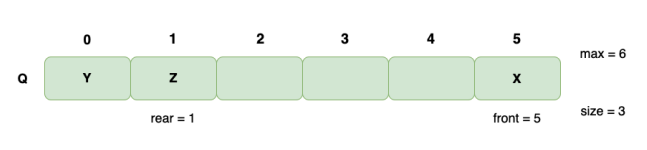 0 1 2 3 4 5
max = 6
Q Y Z X
size = 3
rear = 1 front = 5